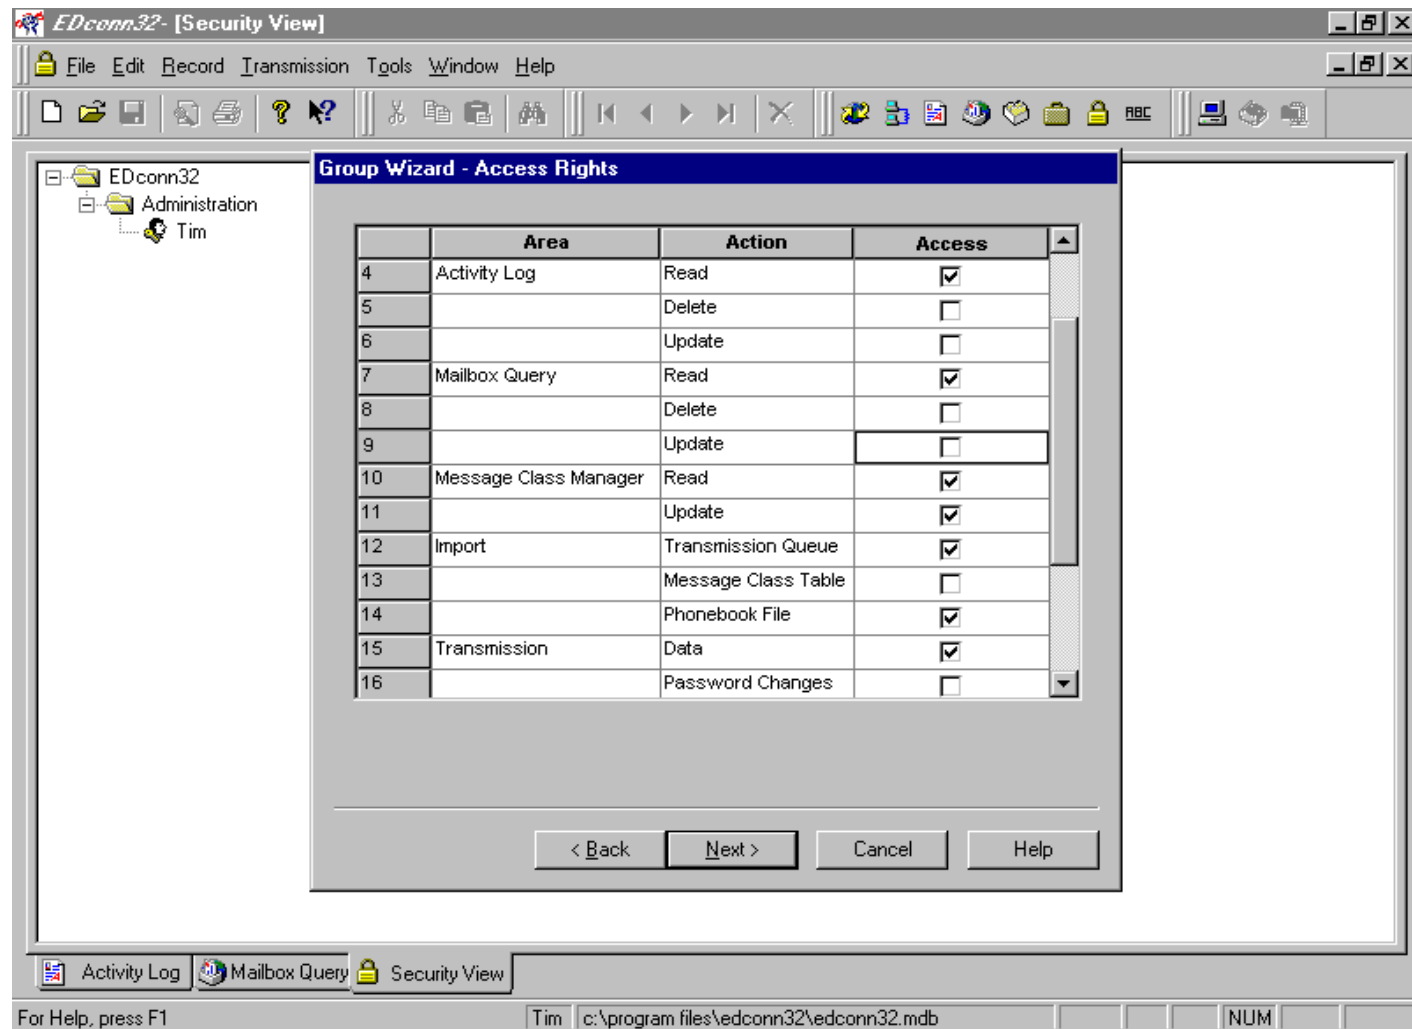 EDconn32 - [Security View]
File Edit Record Transmission Tools Window Help
ABC
EDconn32
Administration
Tim
Group Wizard - Access Rights
Area Action Access
4 Activity Log Read
5 Delete
6 Update
7 Mailbox Query Read
8 Delete
9 Update
10 Message Class Manager Read
11 Update
12 Import Transmission Queue
13 Message Class Table
14 Phonebook File
15 Transmission Data
16 Password Changes
< Back Next > Cancel Help
Activity Log Mailbox Query Security View
For Help, press F1 Tim c:\program files\edconn32\edconn32.mdb NUM